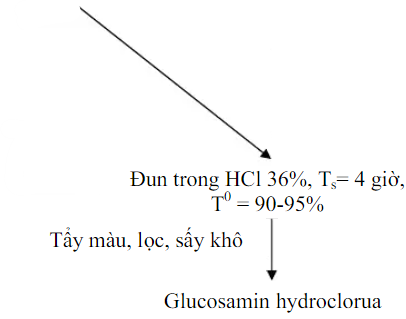 Đun trong HCl 36%, Tₛ= 4 giờ,
T⁰ = 90-95%
Tẩy màu, lọc, sấy khô
Glucosamin hydroclorua